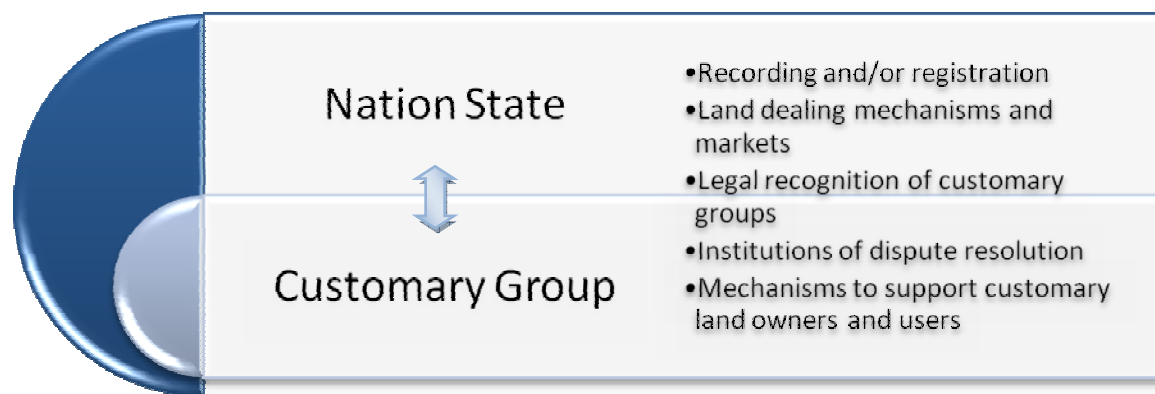 Nation State
Customary Group
•Recording and/or registration
•Land dealing mechanisms and
markets
•Legal recognition of customary
groups
•Institutions of dispute resolution
•Mechanisms to support customary
land owners and users